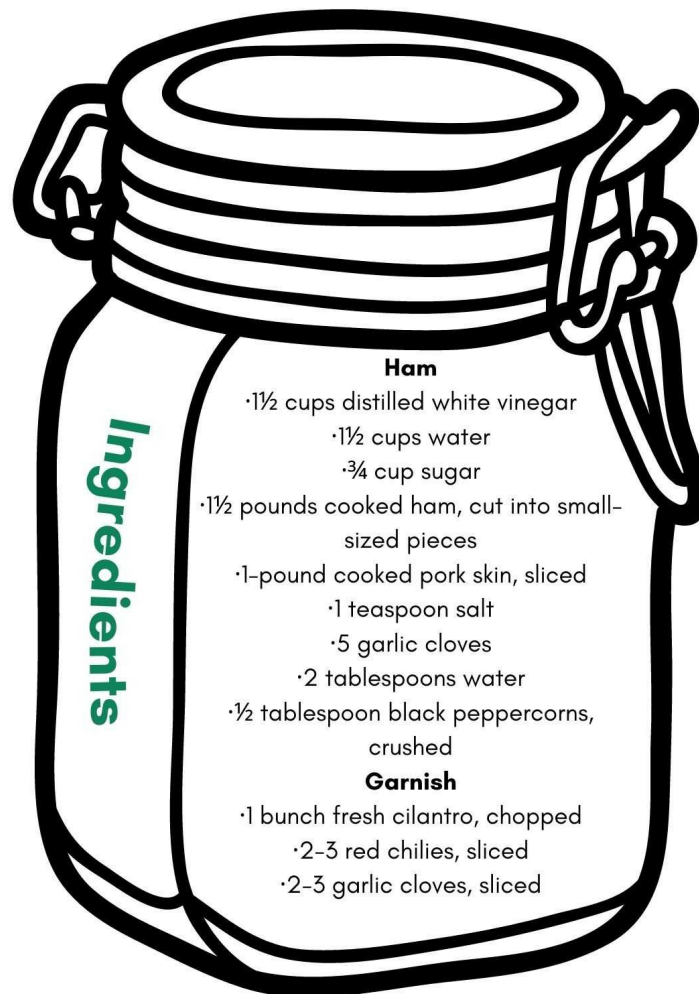 Ingredients
Ham
·1½ cups distilled white vinegar
·1½ cups water
·¾ cup sugar
·1½ pounds cooked ham, cut into small-
sized pieces
·1-pound cooked pork skin, sliced
·1 teaspoon salt
·5 garlic cloves
·2 tablespoons water
·½ tablespoon black peppercorns,
crushed
Garnish
·1 bunch fresh cilantro, chopped
·2-3 red chilies, sliced
·2-3 garlic cloves, sliced